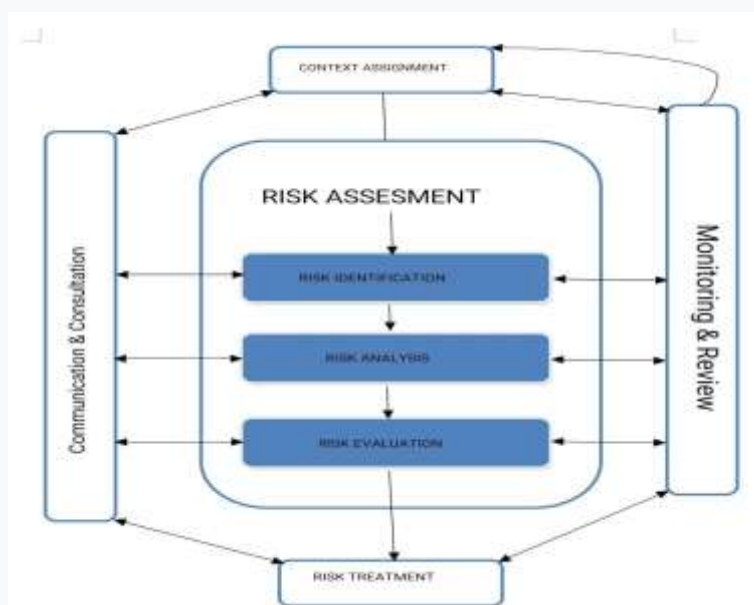 CONTEXT ASSIGNMENT
RISK ASSESMENT
RISK IDENTIFICATION
RISK ANALYSIS
RISK EVALUATION
RISK TREATMENT
Communication & Consultation
Monitoring & Review